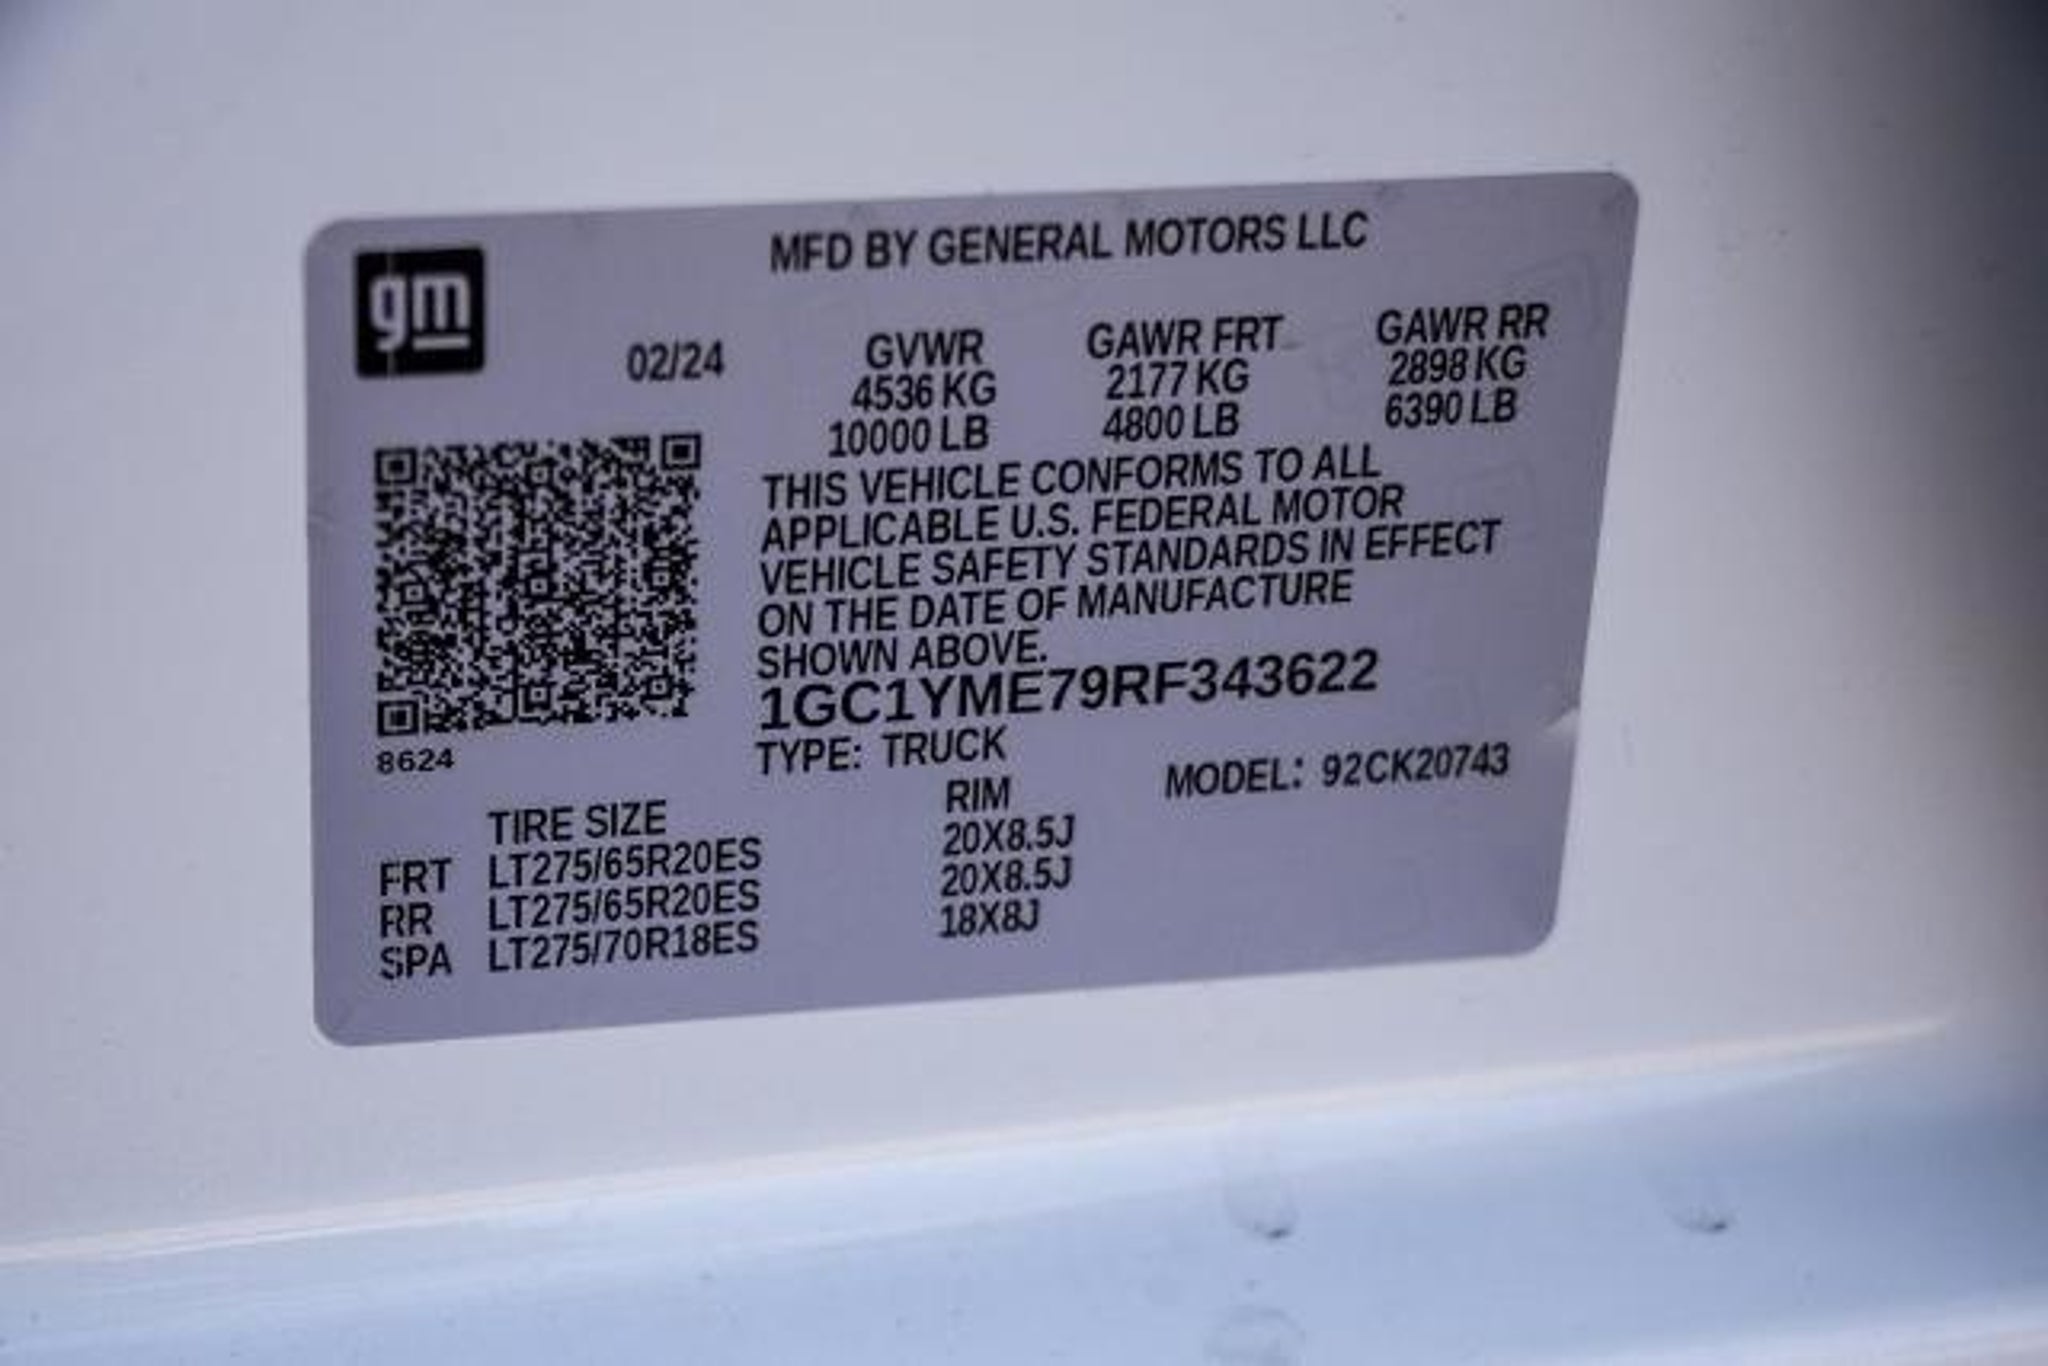 gm
MFD BY GENERAL MOTORS LLC
02/24
GVWR GAWR FRT GAWR RR
4536 KG 2177 KG 2898 KG
10000 LB 4800 LB 6390 LB
THIS VEHICLE CONFORMS TO ALL
APPLICABLE U.S. FEDERAL MOTOR
VEHICLE SAFETY STANDARDS IN EFFECT
ON THE DATE OF MANUFACTURE
SHOWN ABOVE.
1GC1YME79RF343622
8624
TYPE: TRUCK MODEL: 92CK20743
TIRE SIZE RIM
FRT LT275/65R20ES 20X8.5J
RR LT275/65R20ES 20X8.5J
SPA LT275/70R18ES 18X8J